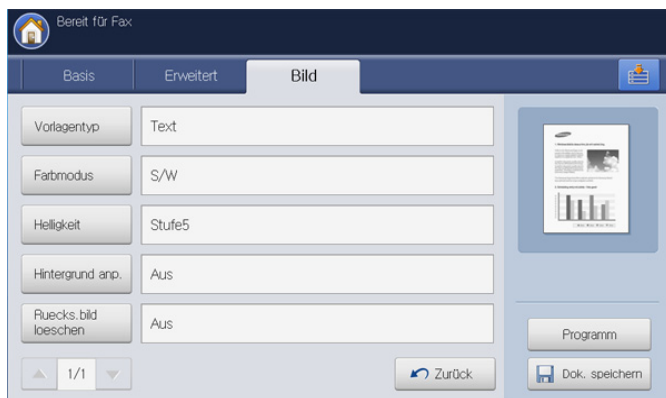 Bereit für Fax
Basis
Erweitert
Bild
Vorlagentyp
Text
Farbmodus
S/W
Helligkeit
Stufe5
Hintergrund anp.
Aus
Ruecks.bild
loeschen
Aus
1/1
Zurück
Programm
Dok. speichern